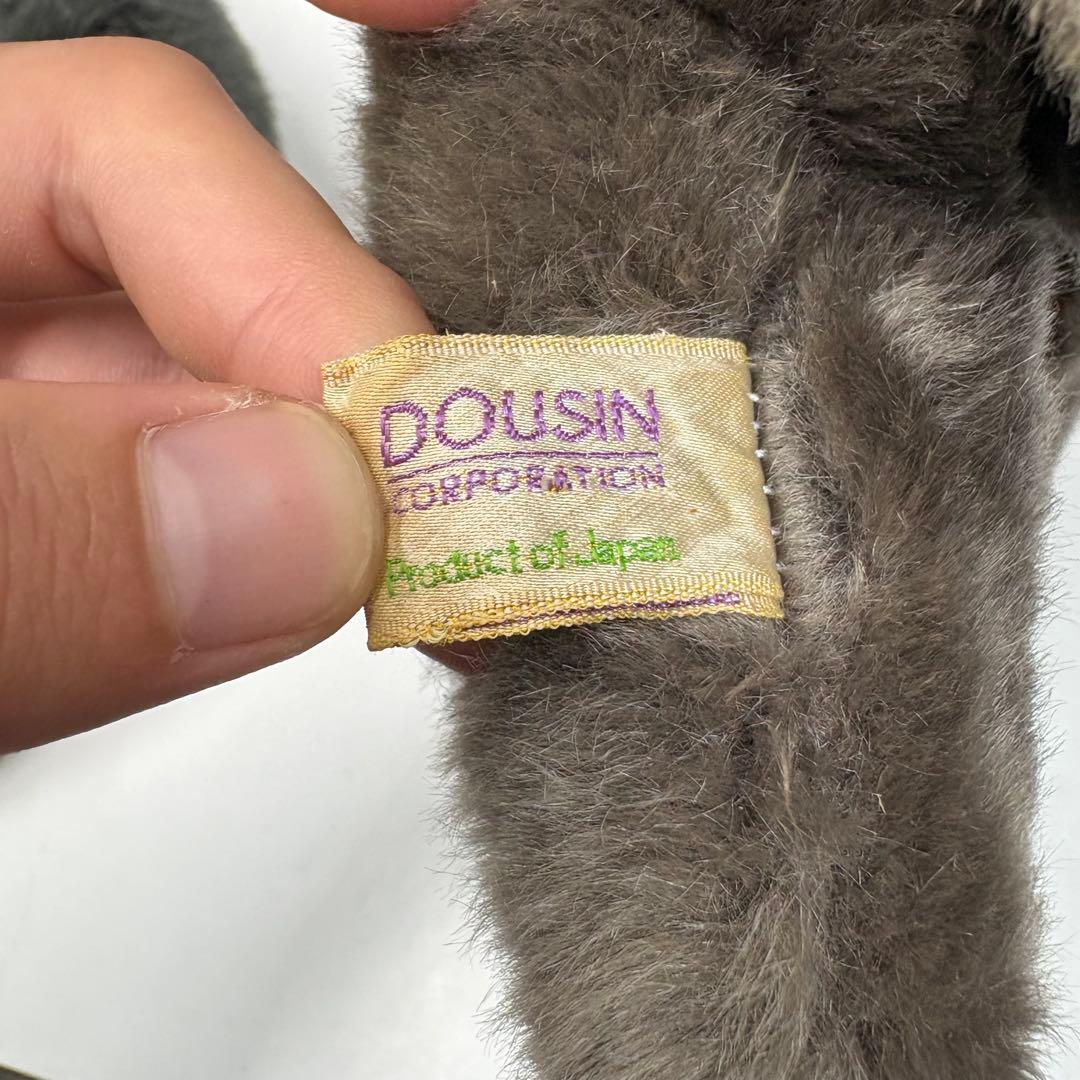 DOUSIN
CORPORATION
Product of Japan